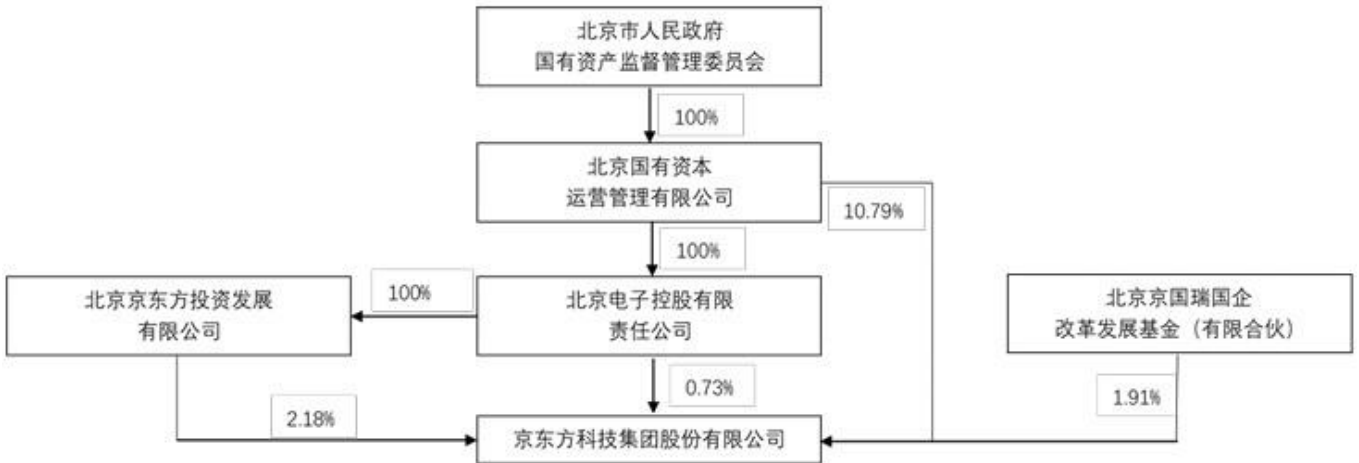 北京市人民政府
国有资产监督管理委员会
100%
北京国有资本
运营管理有限公司
10.79%
100%
北京京东方投资发展
有限公司
100%
北京电子控股有限
责任公司
北京京国瑞国企
改革发展基金（有限合伙）
0.73%
1.91%
2.18%
京东方科技集团股份有限公司